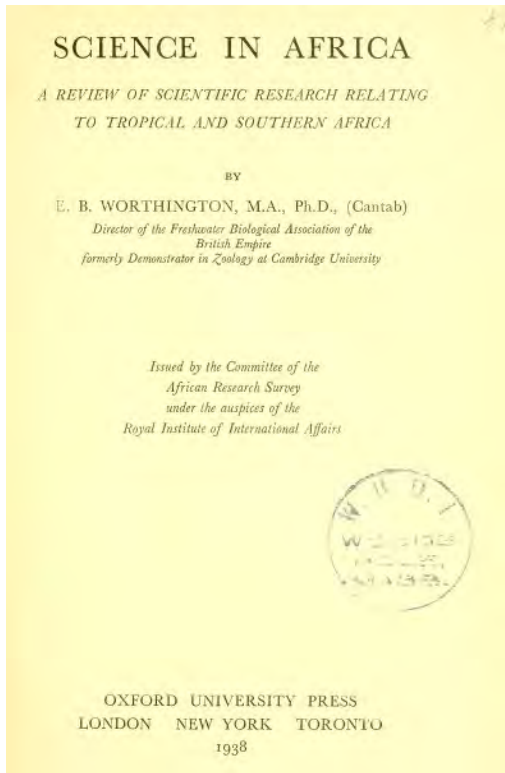 SCIENCE IN AFRICA
A REVIEW OF SCIENTIFIC RESEARCH RELATING
TO TROPICAL AND SOUTHERN AFRICA
BY
E. B. WORTHINGTON, M.A., Ph.D., (Cantab)
Director of the Freshwater Biological Association of the
British Empire
formerly Demonstrator in Zoology at Cambridge University
Issued by the Committee of the
African Research Survey
under the auspices of the
Royal Institute of International Affairs
OXFORD UNIVERSITY PRESS
LONDON NEW YORK TORONTO
1938